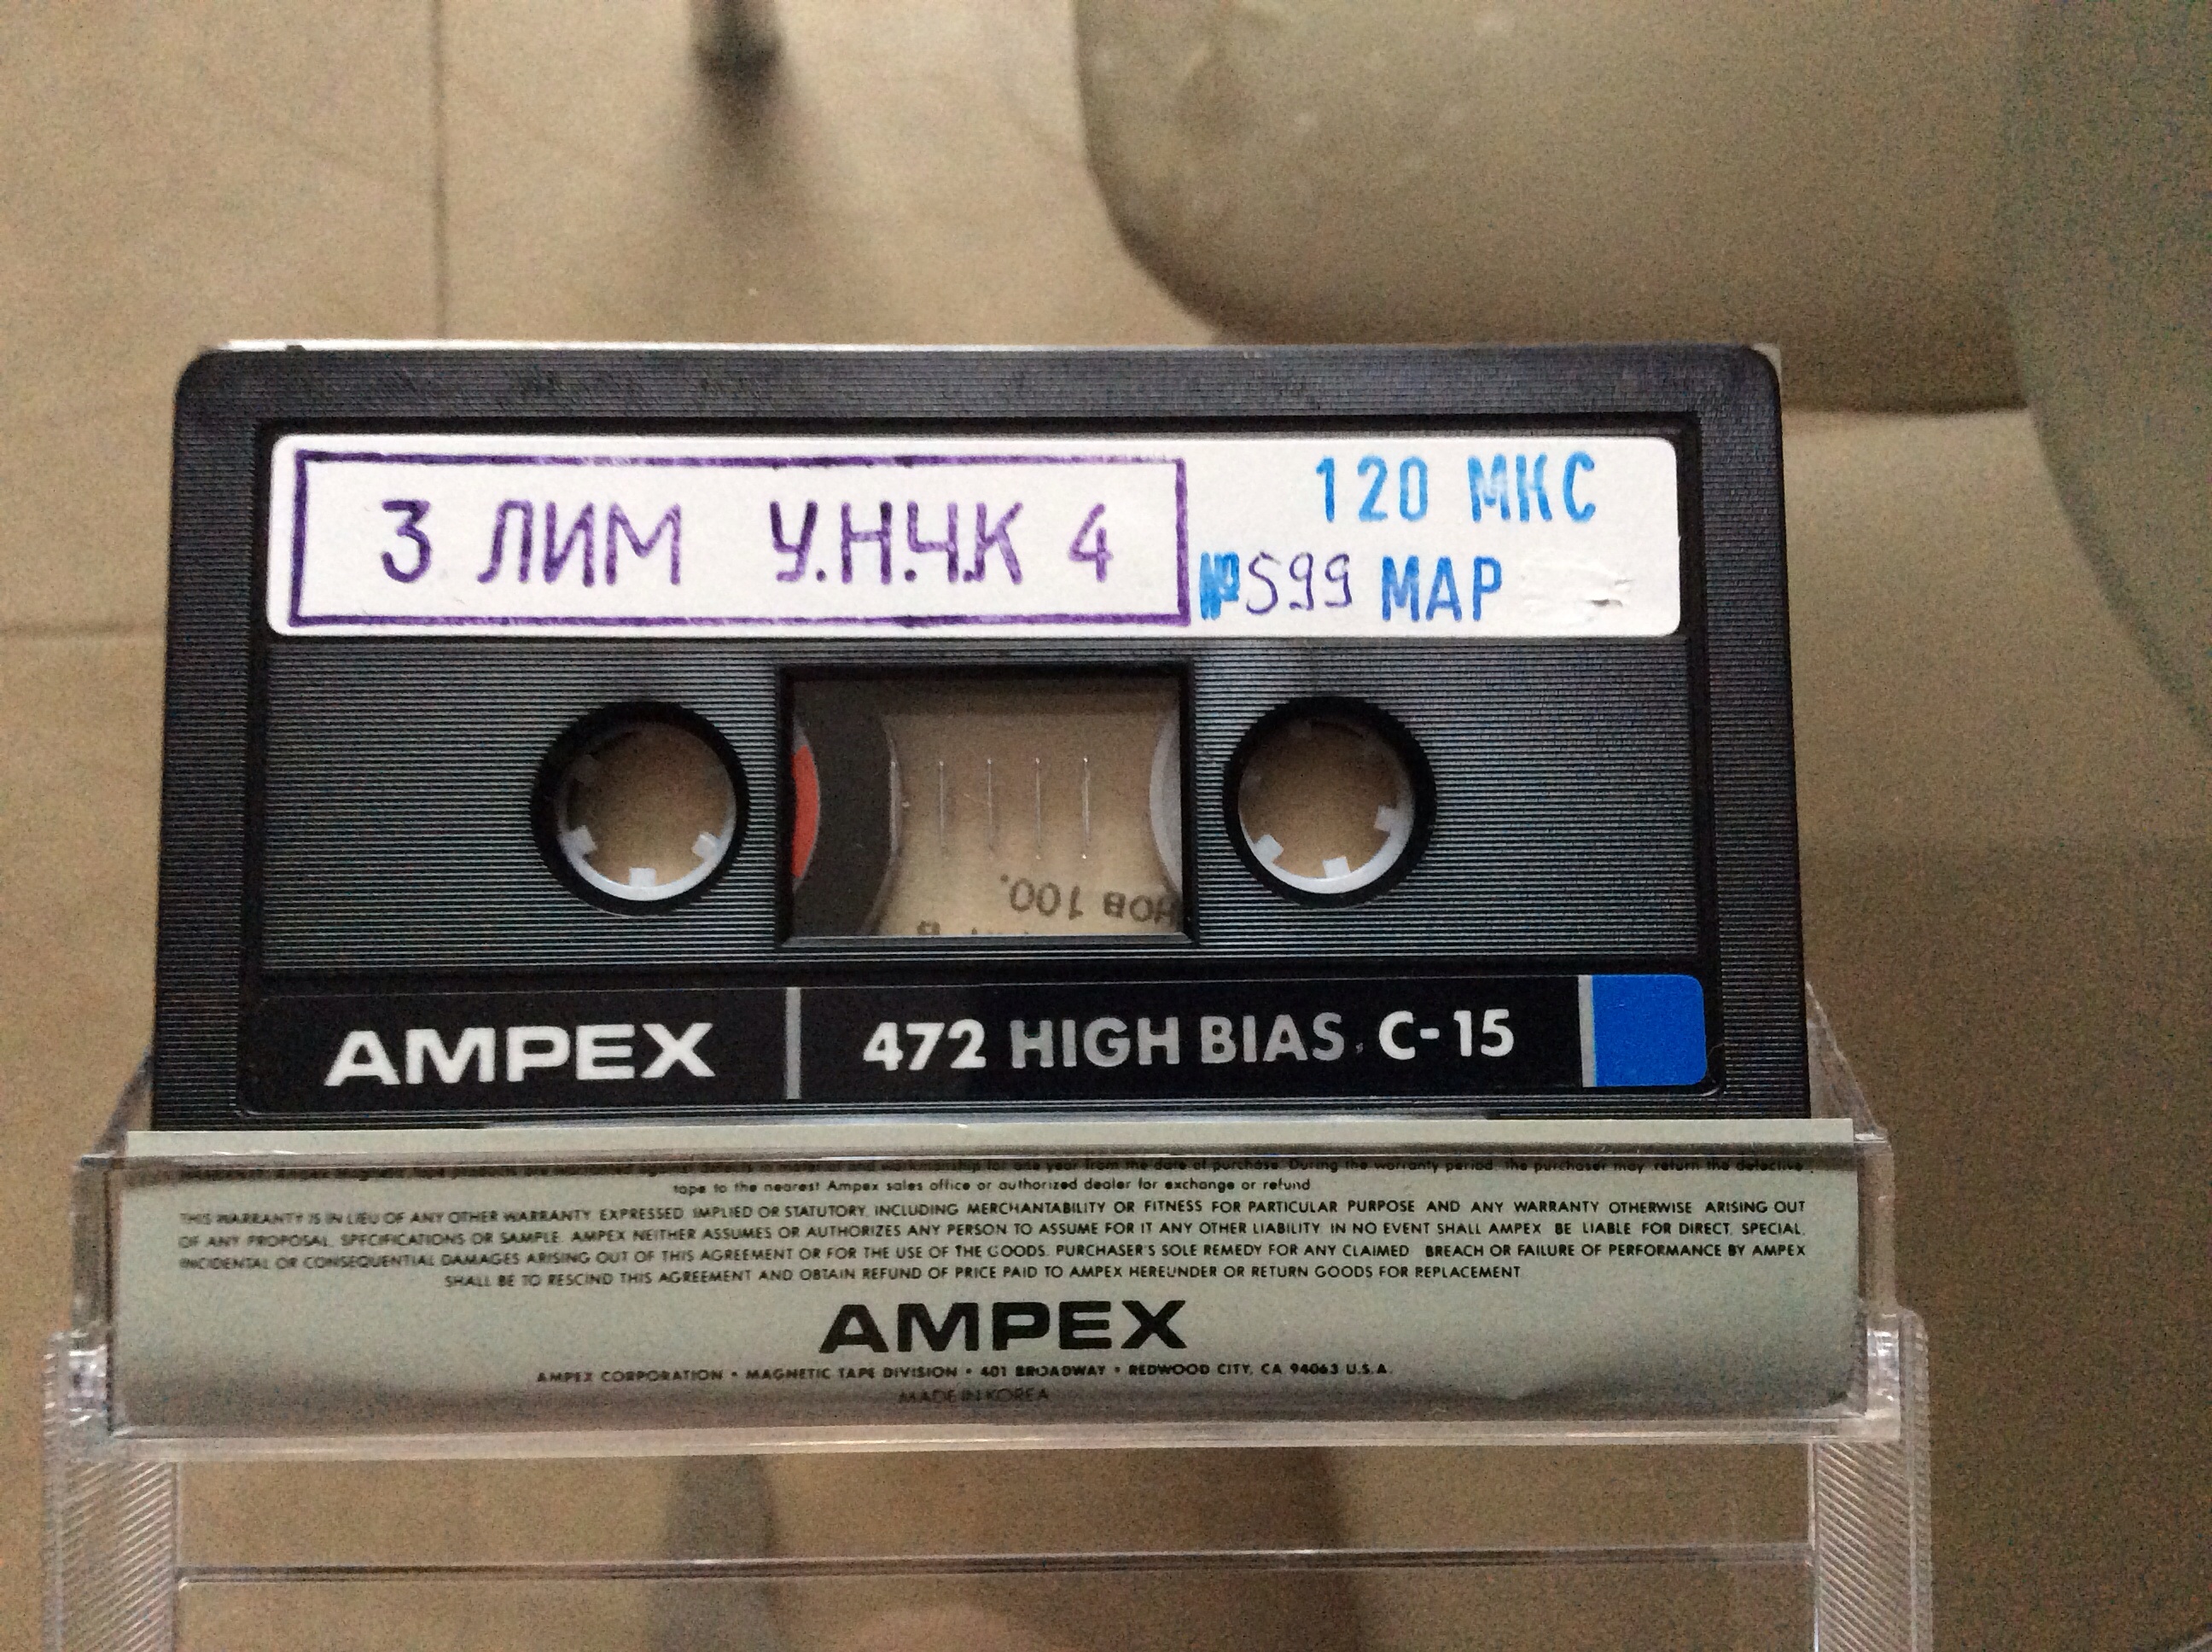 3 ЛИМ У.Н.Ч.К 4
120 МКС
№599 МАР
ЮВ 100.
AMPEX
472 HIGH BIAS. C-15
tape to the nearest Ampex sales office or authorized dealer for exchange or refund
THIS WARRANTY IS IN LIEU OF ANY OTHER WARRANTY EXPRESSED IMPLIED OR STATUTORY, INCLUDING MERCHANTABILITY OR FITNESS FOR PARTICULAR PURPOSE AND ANY WARRANTY OTHERWISE ARISING OUT
OF ANY PROPOSAL, SPECIFICATIONS OR SAMPLE. AMPEX NEITHER ASSUMES OR AUTHORIZES ANY PERSON TO ASSUME FOR IT ANY OTHER LIABILITY. IN NO EVENT SHALL AMPEX BE LIABLE FOR DIRECT, SPECIAL,
INCIDENTAL OR CONSEQUENTIAL DAMAGES ARISING OUT OF THIS AGREEMENT OR FOR THE USE OF THE GOODS. PURCHASER'S SOLE REMEDY FOR ANY CLAIMED BREACH OR FAILURE OF PERFORMANCE BY AMPEX
SHALL BE TO RESCIND THIS AGREEMENT AND OBTAIN REFUND OF PRICE PAID TO AMPEX HEREUNDER OR RETURN GOODS FOR REPLACEMENT
AMPEX
AMPEX CORPORATION • MAGNETIC TAPE DIVISION • 401 BROADWAY • REDWOOD CITY, CA 94063 U.S.A.
MADE IN KOREA